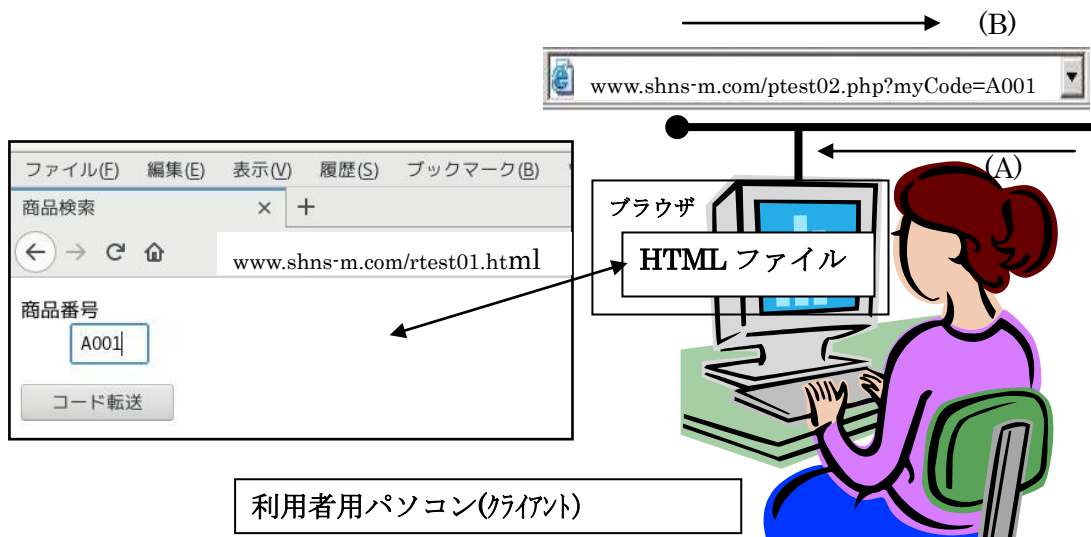 (B)
www.shns-m.com/ptest02.php?myCode=A001
(A)
ファイル(F) 編集(E) 表示(V) 履歴(S) ブックマーク(B)
商品検索 × +
www.shns-m.com/rtest01.html
商品番号
A001
コード転送
ブラウザ
HTML ファイル
利用者用パソコン(クライアント)